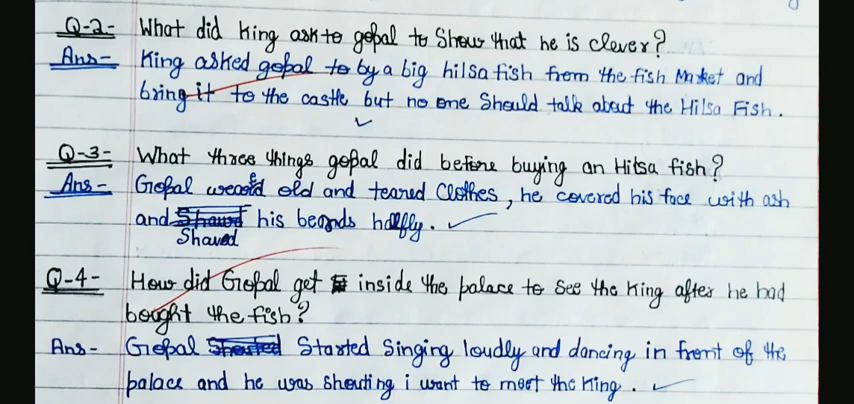 Q-2- What did King ask to gopal to Show that he is clever?
Ans- King asked gopal to by a big hilsa fish from the fish Market and
bring it to the castle but no one Should talk about the Hilsa Fish.
Q-3- What three things gopal did before buying an Hilsa fish?
Ans- Gopal old and teared Clothes, he covered his face with ash
and his halfly.
Shaved
Q-4- How did Gopal get inside the palace to See the King after he had
bought the fish?
Ans- Gopal Started Singing loudly and dancing in front of the
palace and he was shouting i want to meet the King.